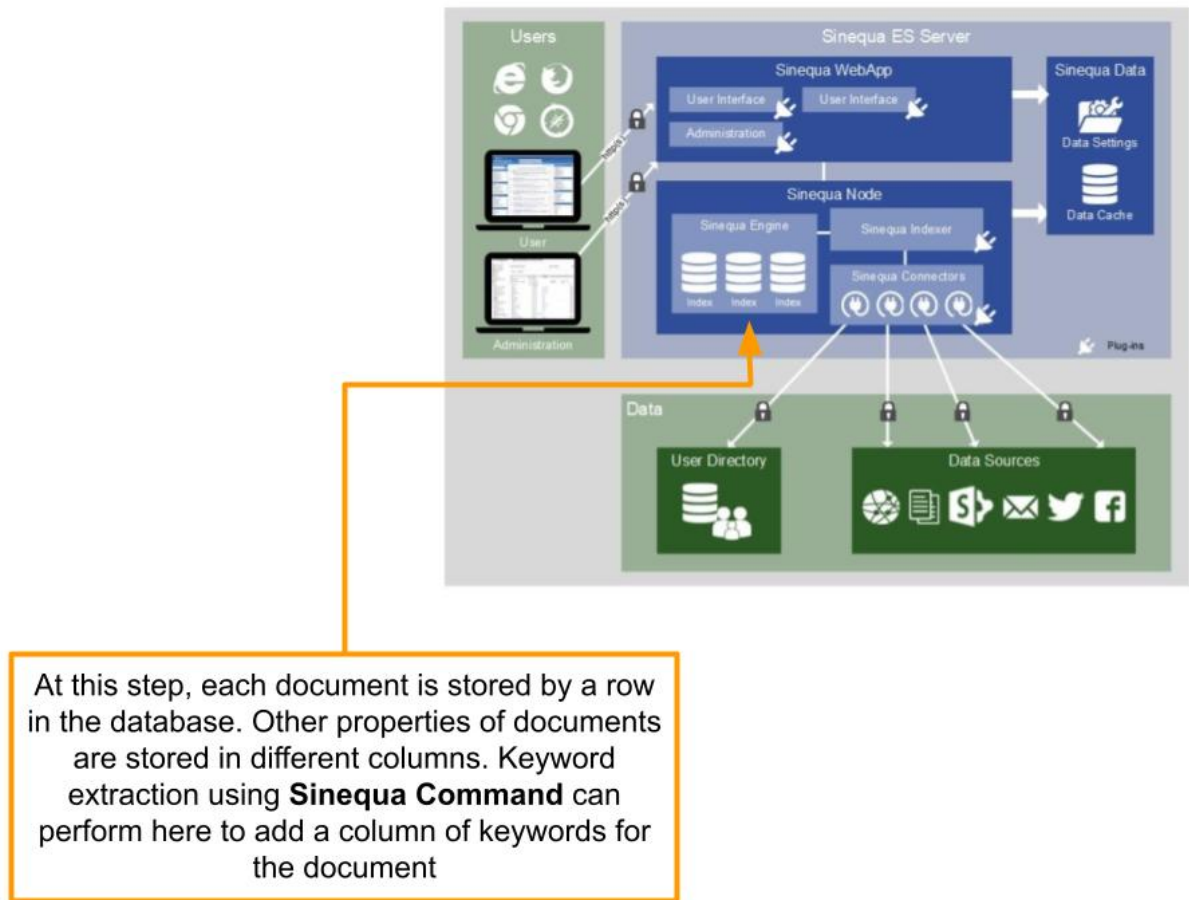 Users
Sinequa ES Server
Sinequa WebApp
User Interface
User Interface
Administration
Sinequa Data
Data Settings
Data Cache
http(s)
http(s)
User
Administration
Sinequa Node
Sinequa Engine
Index
Index
Index
Sinequa Indexer
Sinequa Connectors
Plug-ins
Data
User Directory
Data Sources
At this step, each document is stored by a row
in the database. Other properties of documents
are stored in different columns. Keyword
extraction using Sinequa Command can
perform here to add a column of keywords for
the document